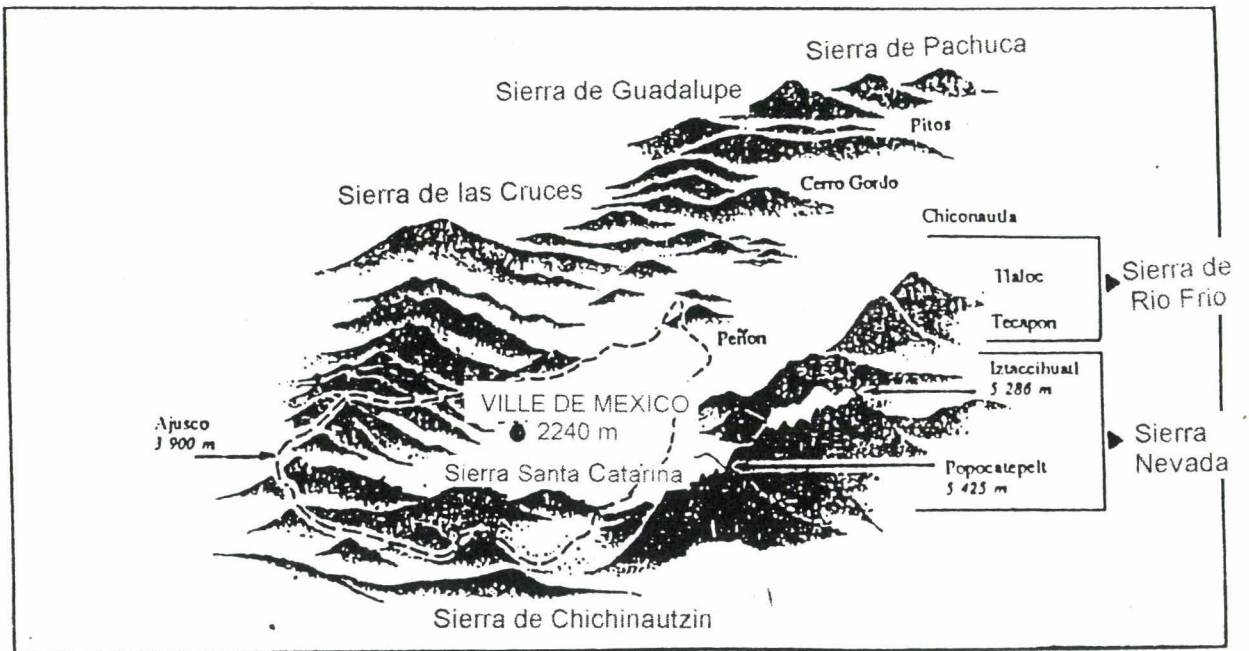 Sierra de Pachuca
Sierra de Guadalupe
Pitos
Sierra de las Cruces
Cerro Gordo
Chiconautla
Tlaloc
Sierra de
Rio Frio
Tecapon
Peñon
Iztaccihuatl
5 286 m
VILLE DE MEXICO
2240 m
Ajusco
3 900 m
Sierra
Nevada
Sierra Santa Catarina
Popocatepelt
5 425 m
Sierra de Chichinautzin